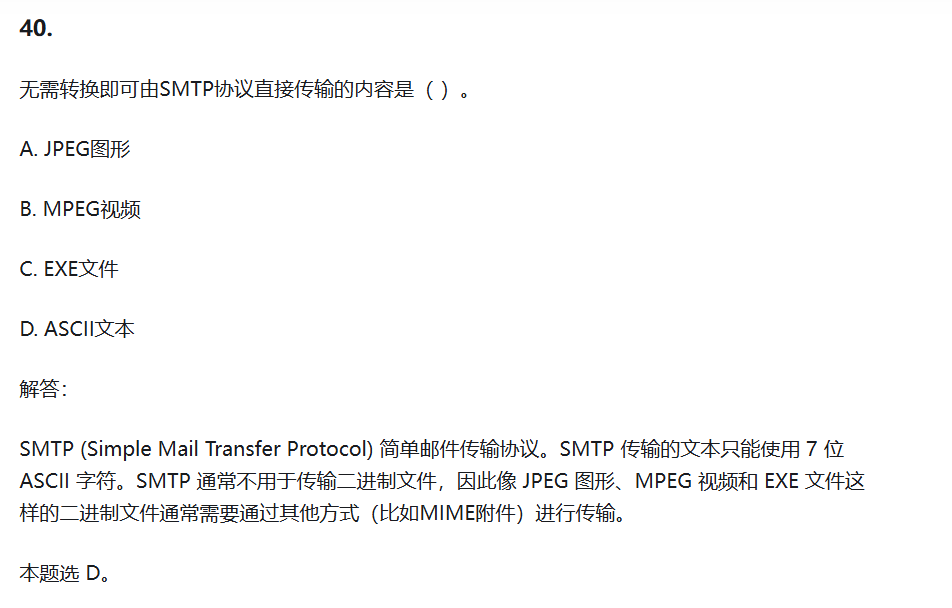 40.
无需转换即可由SMTP协议直接传输的内容是（ ）。
A. JPEG图形
B. MPEG视频
C. EXE文件
D. ASCII文本
解答：
SMTP (Simple Mail Transfer Protocol) 简单邮件传输协议。SMTP 传输的文本只能使用 7 位
ASCII 字符。SMTP 通常不用于传输二进制文件，因此像 JPEG 图形、MPEG 视频和 EXE 文件这
样的二进制文件通常需要通过其他方式（比如MIME附件）进行传输。
本题选 D。